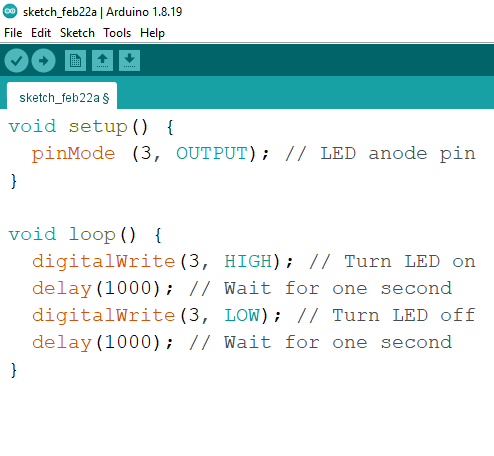 sketch_feb22a | Arduino 1.8.19
File Edit Sketch Tools Help
sketch_feb22a §
void setup() {
  pinMode (3, OUTPUT); // LED anode pin
}

void loop() {
  digitalWrite(3, HIGH); // Turn LED on
  delay(1000); // Wait for one second
  digitalWrite(3, LOW); // Turn LED off
  delay(1000); // Wait for one second
}